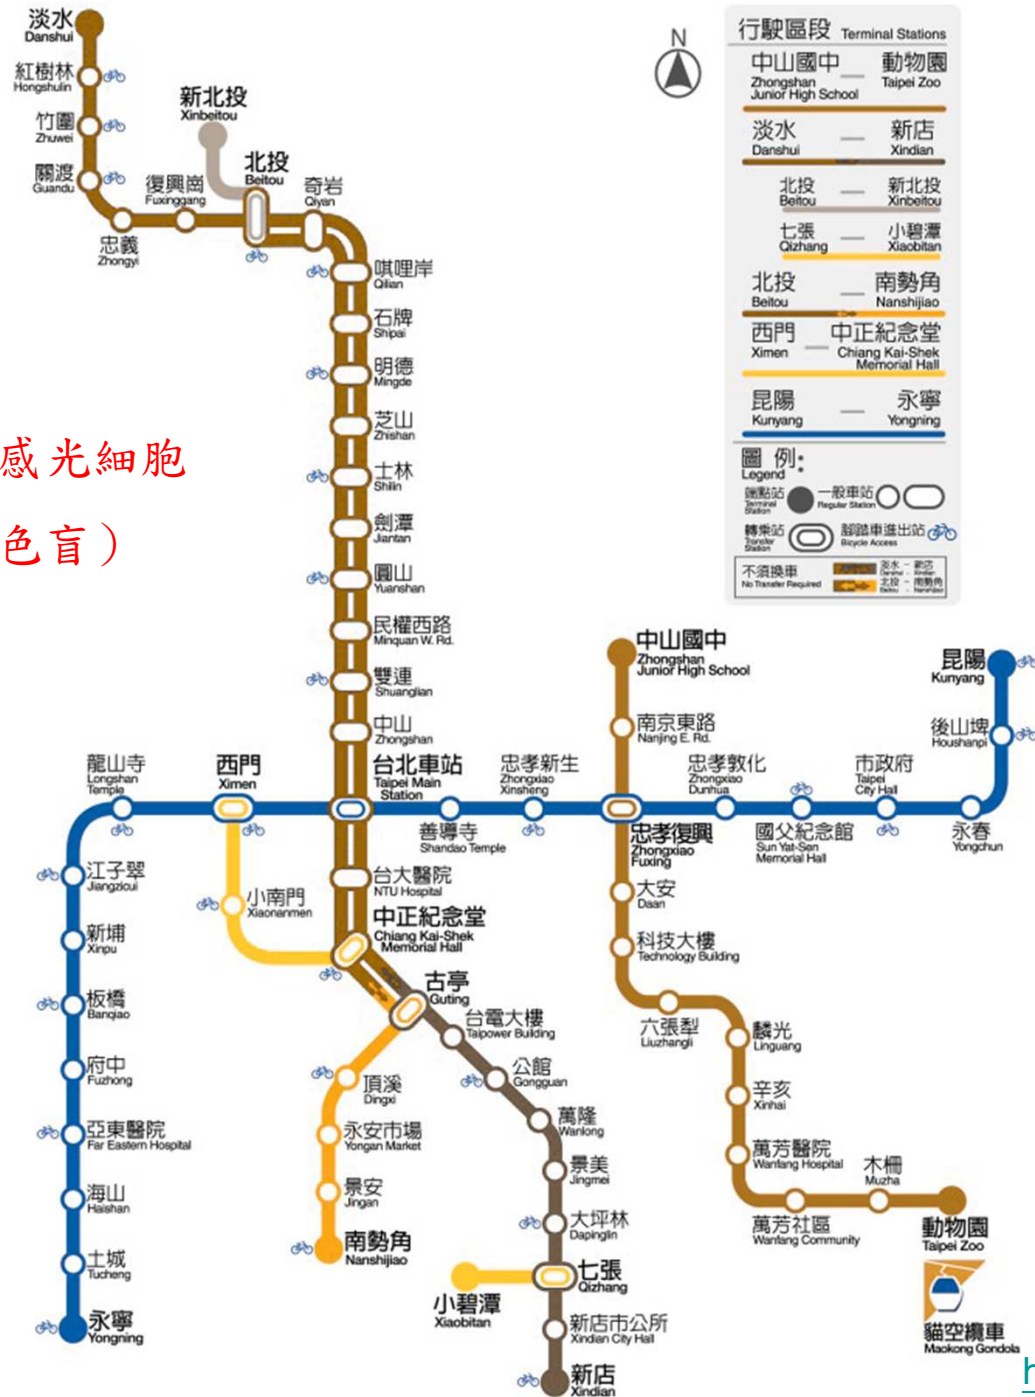 淡水
Danshui
紅樹林
Hongshulin
竹圍
Zhuwei
關渡
Guandu
忠義
Zhongyi
復興崗
Fuxinggang
新北投
Xinbeitou
北投
Beitou
奇岩
Qiyan
唭哩岸
Qilian
石牌
Shipai
明德
Mingde
芝山
Zhishan
士林
Shilin
劍潭
Jiantan
圓山
Yuanshan
民權西路
Minquan W. Rd.
雙連
Shuanglian
中山
Zhongshan
感光細胞
色盲）
N
行駛區段 Terminal Stations
中山國中 — 動物園
Zhongshan Junior High School Taipei Zoo
淡水 — 新店
Danshui Xindian
北投 — 新北投
Beitou Xinbeitou
七張 — 小碧潭
Qizhang Xiaobitan
北投 — 南勢角
Beitou Nanshijiao
西門 — 中正紀念堂
Ximen Chiang Kai-Shek
Memorial Hall
昆陽 — 永寧
Kunyang Yongning
圖 例：
Legend
端點站
Terminal
Station
一般車站
Regular Station
轉乘站
Transfer
Station
腳踏車進出站
Bicycle Access
不須換車
No Transfer Required
淡水 - 新店
Danshui - Xindian
北投 - 南勢角
Beitou - Nanshijiao
龍山寺
Longshan
Temple
西門
Ximen
台北車站
Taipei Main
Station
善導寺
Shandao Temple
忠孝新生
Zhongxiao
Xinsheng
中山國中
Zhongshan
Junior High School
南京東路
Nanjing E. Rd.
忠孝復興
Zhongxiao
Fuxing
忠孝敦化
Zhongxiao
Dunhua
國父紀念館
Sun Yat-Sen
Memorial Hall
市政府
Taipei
City Hall
永春
Yongchun
後山埤
Houshanpi
昆陽
Kunyang
江子翠
Jiangzicui
新埔
Xinpu
板橋
Banqiao
府中
Fuzhong
亞東醫院
Far Eastern Hospital
海山
Haishan
土城
Tucheng
永寧
Yongning
小南門
Xiaonanmen
台大醫院
NTU Hospital
中正紀念堂
Chiang Kai-Shek
Memorial Hall
古亭
Guting
頂溪
Dingxi
永安市場
Yongan Market
景安
Jingan
南勢角
Nanshijiao
台電大樓
Taipower Building
公館
Gongguan
萬隆
Wanlong
景美
Jingmei
大坪林
Dapinglin
七張
Qizhang
小碧潭
Xiaobitan
新店市公所
Xindian City Hall
新店
Xindian
大安
Daan
科技大樓
Technology Building
六張犁
Liuzhangli
麟光
Linguang
辛亥
Xinhai
萬芳醫院
Wanfang Hospital
萬芳社區
Wanfang Community
木柵
Muzha
動物園
Taipei Zoo
貓空纜車
Maokong Gondola
h